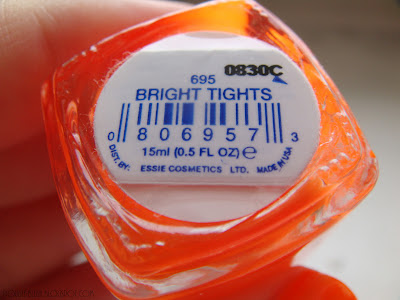 0830C
695
BRIGHT TIGHTS
0 806957 3
15ml (0.5 FL OZ) ℮
DIST. BY: ESSIE COSMETICS LTD. MADE IN USA